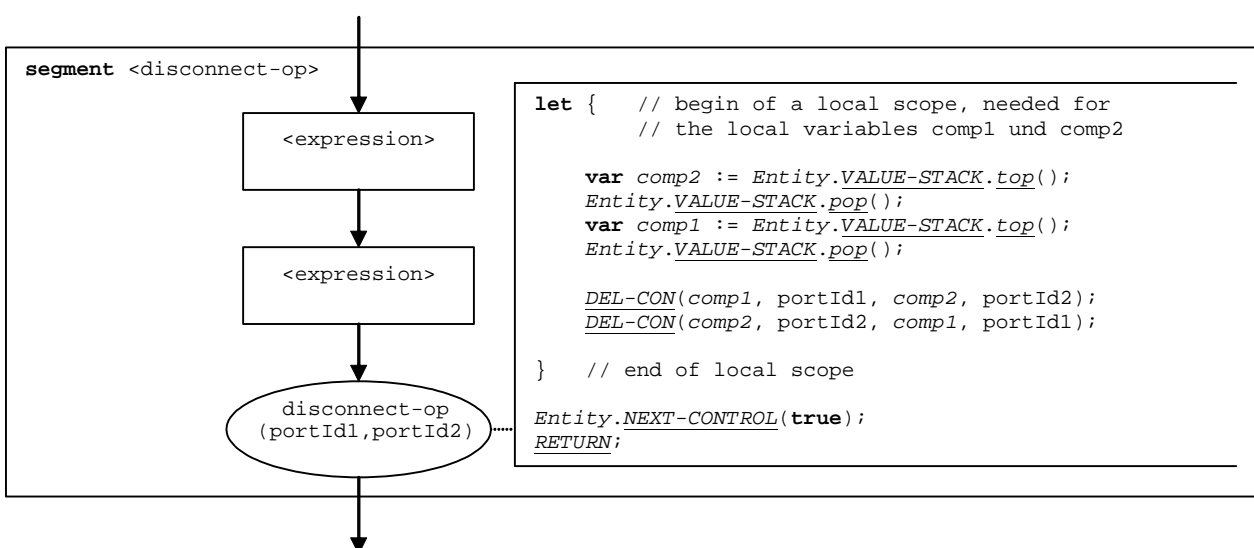 segment <disconnect-op>
<expression>
<expression>
disconnect-op
(portId1,portId2)
let { // begin of a local scope, needed for
// the local variables comp1 und comp2
var comp2 := Entity.VALUE-STACK.top();
Entity.VALUE-STACK.pop();
var comp1 := Entity.VALUE-STACK.top();
Entity.VALUE-STACK.pop();
DEL-CON(comp1, portId1, comp2, portId2);
DEL-CON(comp2, portId2, comp1, portId1);
} // end of local scope
Entity.NEXT-CONTROL(true);
RETURN;